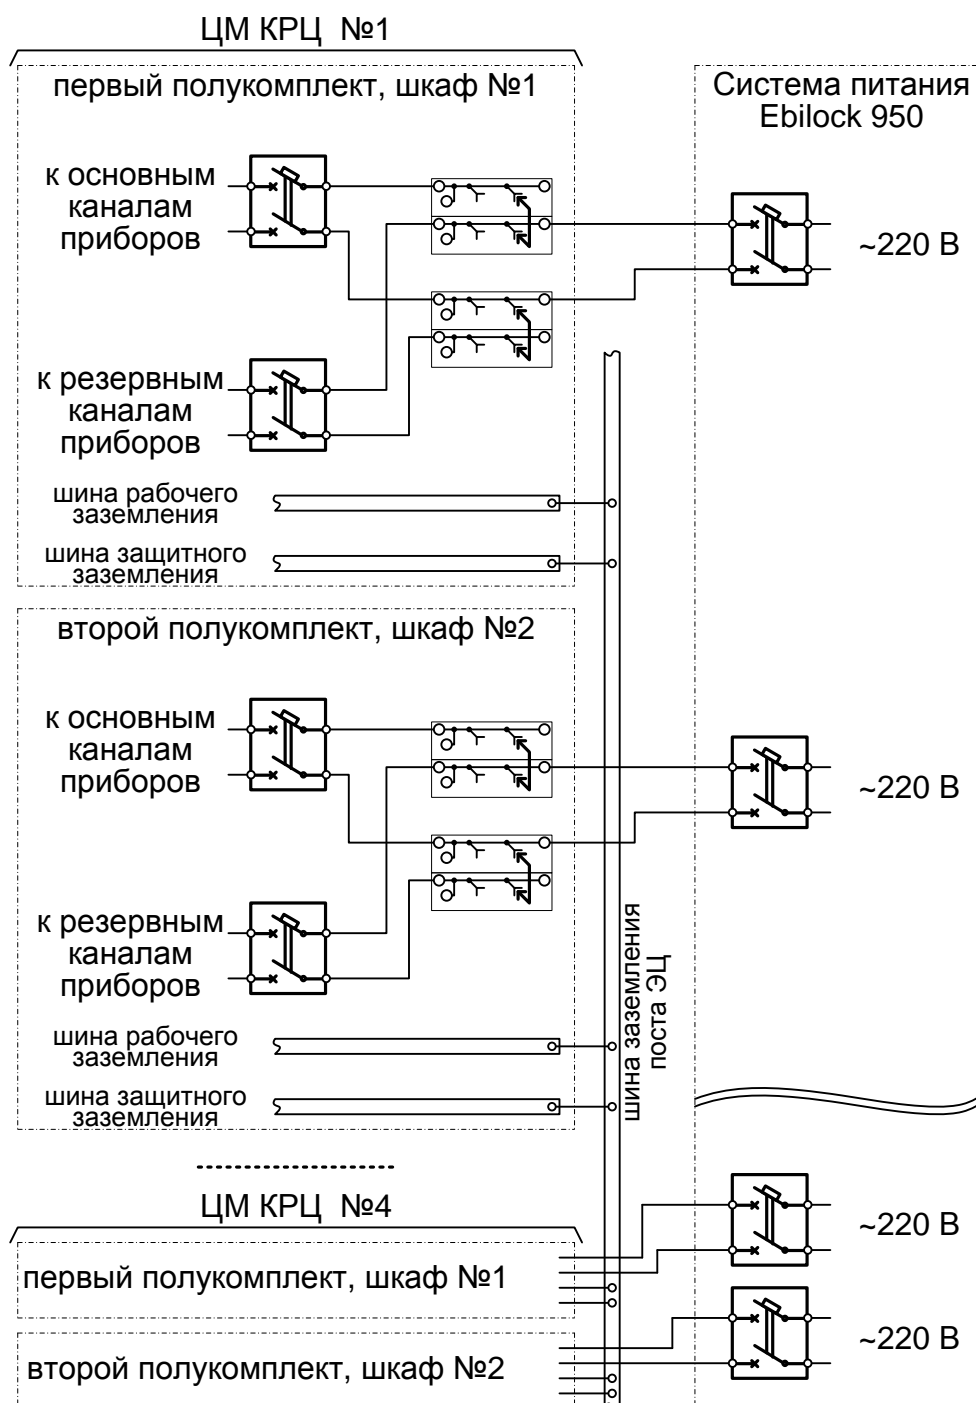 ЦМ КРЦ №1
первый полукомплект, шкаф №1
Система питания
Ebilock 950
к основным
каналам
приборов
~220 В
к резервным
каналам
приборов
шина рабочего
заземления
шина защитного
заземления
второй полукомплект, шкаф №2
к основным
каналам
приборов
~220 В
к резервным
каналам
приборов
шина заземления
поста ЭЦ
шина рабочего
заземления
шина защитного
заземления
ЦМ КРЦ №4
~220 В
первый полукомплект, шкаф №1
~220 В
второй полукомплект, шкаф №2